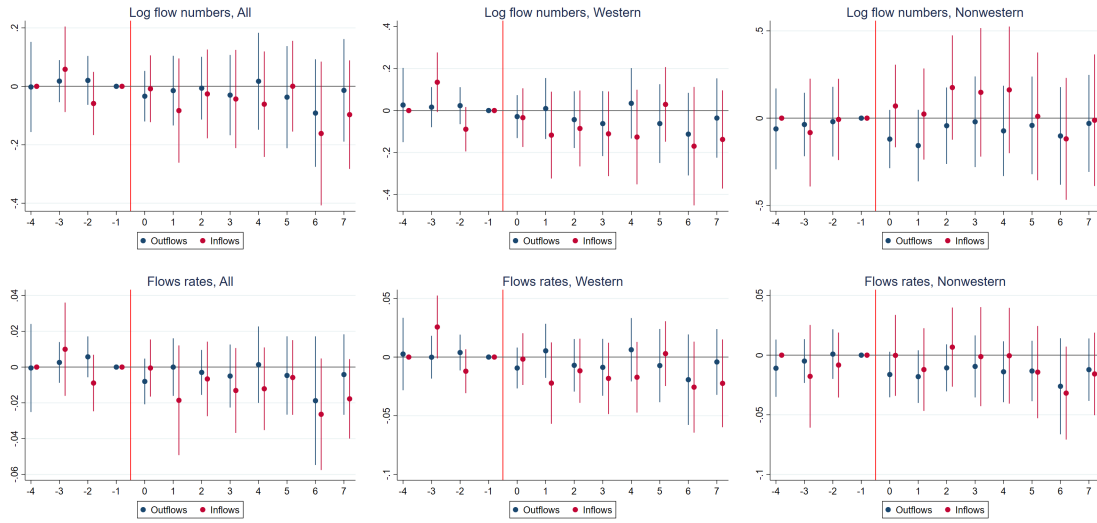 Log flow numbers, All
.2
0
-.2
-.4
-4 -3 -2 -1 0 1 2 3 4 5 6 7
Outflows Inflows
Log flow numbers, Western
.4
.2
0
-.2
-.4
-4 -3 -2 -1 0 1 2 3 4 5 6 7
Outflows Inflows
Log flow numbers, Nonwestern
.5
0
-.5
-4 -3 -2 -1 0 1 2 3 4 5 6 7
Outflows Inflows
Flows rates, All
.04
.02
0
-.02
-.04
-.06
-4 -3 -2 -1 0 1 2 3 4 5 6 7
Outflows Inflows
Flows rates, Western
.05
0
-.05
-.1
-4 -3 -2 -1 0 1 2 3 4 5 6 7
Outflows Inflows
Flows rates, Nonwestern
.05
0
-.05
-.1
-4 -3 -2 -1 0 1 2 3 4 5 6 7
Outflows Inflows